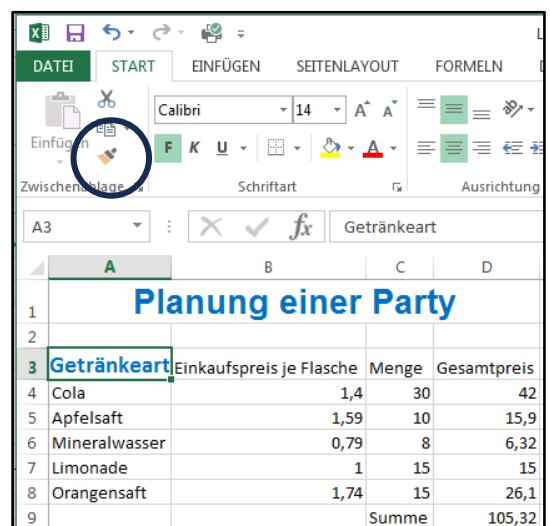 L
DATEI START EINFÜGEN SEITENLAYOUT FORMELN
Calibri 14 A A
Einfügen F K U A
Zwischenablage Schriftart Ausrichtung
A3 fx Getränkeart
A B C D
1 Planung einer Party
2
3 Getränkeart Einkaufspreis je Flasche Menge Gesamtpreis
4 Cola 1,4 30 42
5 Apfelsaft 1,59 10 15,9
6 Mineralwasser 0,79 8 6,32
7 Limonade 1 15 15
8 Orangensaft 1,74 15 26,1
9 Summe 105,32